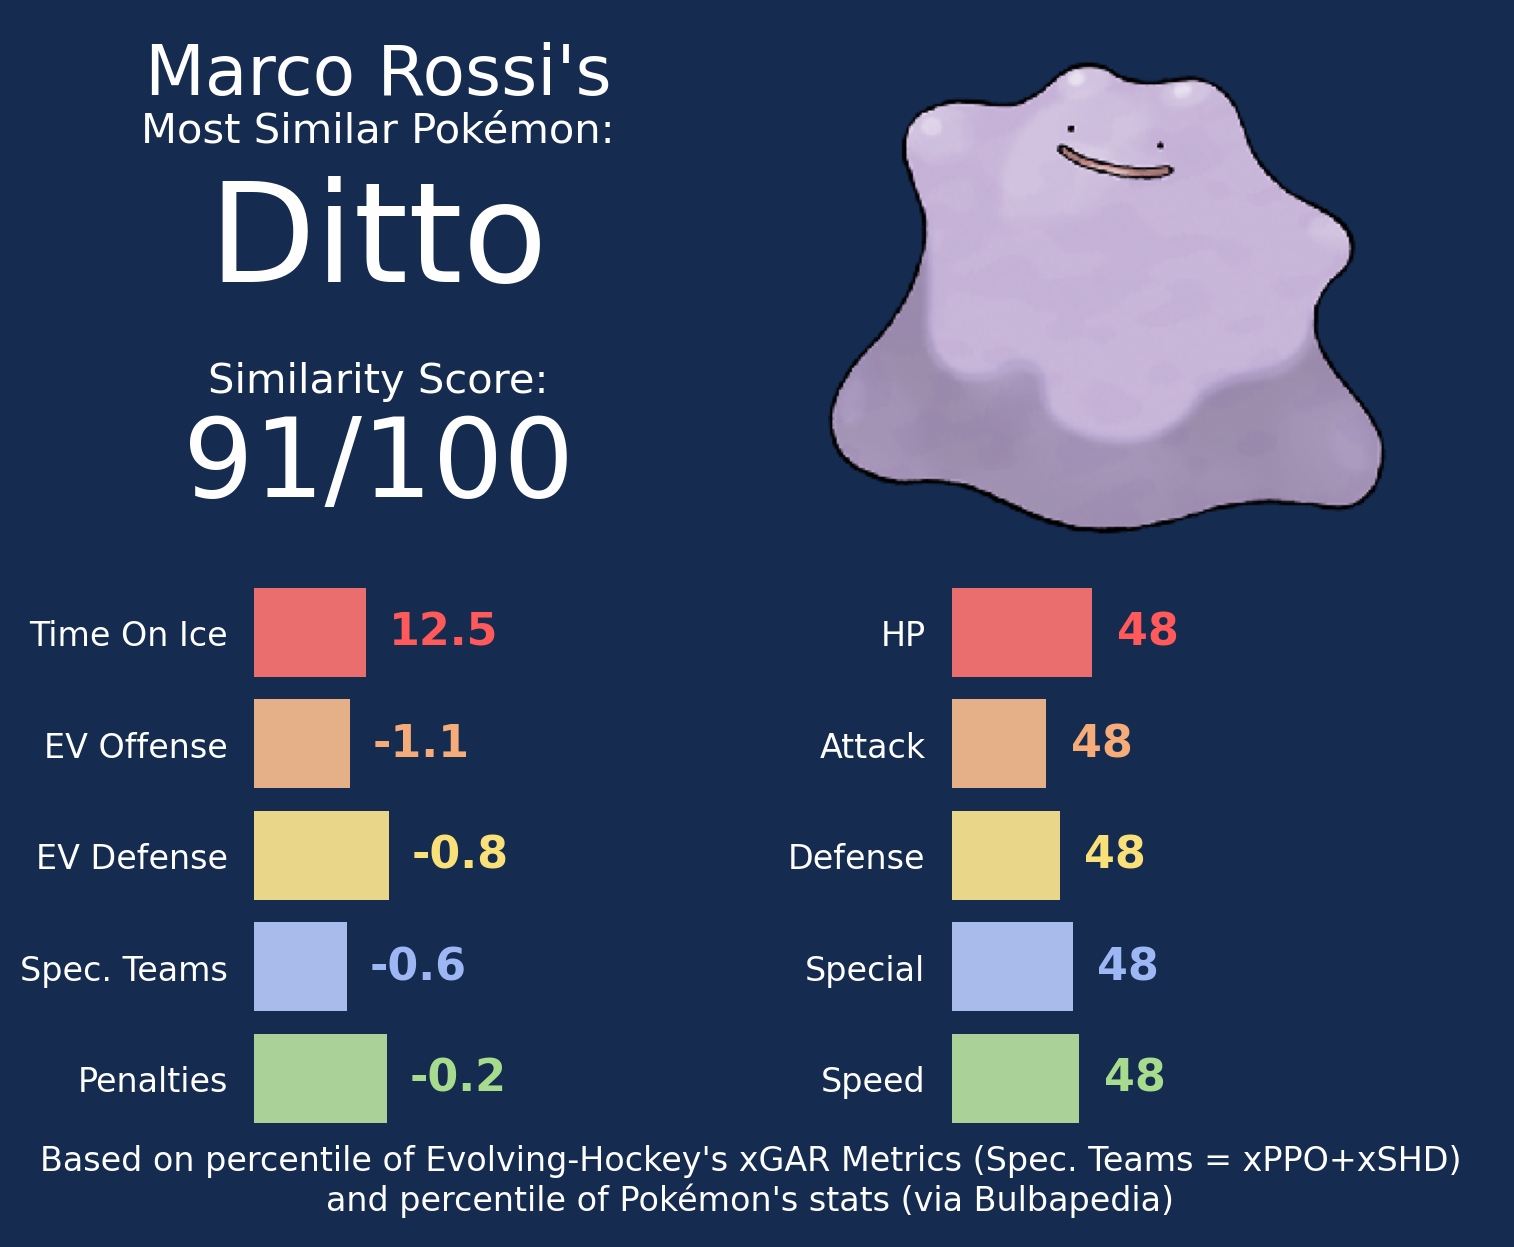 Marco Rossi's
Most Similar Pokémon:
Ditto
Similarity Score:
91/100
Time On Ice 12.5
EV Offense -1.1
EV Defense -0.8
Spec. Teams -0.6
Penalties -0.2
HP 48
Attack 48
Defense 48
Special 48
Speed 48
Based on percentile of Evolving-Hockey's xGAR Metrics (Spec. Teams = xPPO+xSHD)
and percentile of Pokémon's stats (via Bulbapedia)